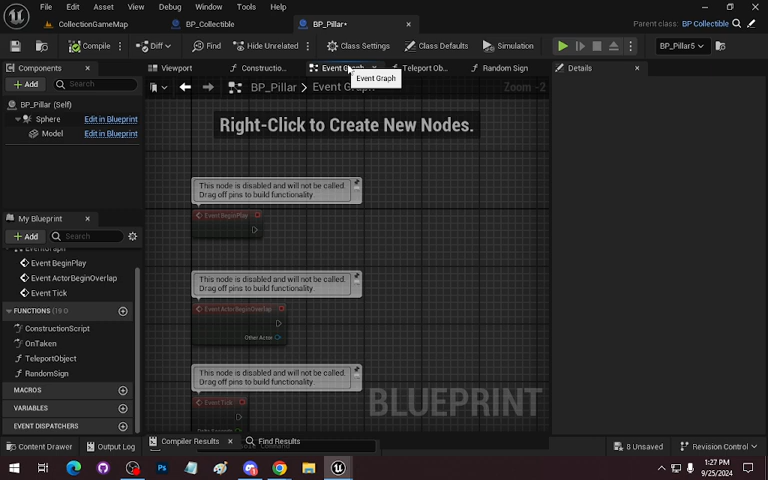 File Edit Asset View Debug Window Tools Help
CollectionGameMap BP_Collectible BP_Pillar•
Parent class: BP Collectible
Compile Diff Find Hide Unrelated Class Settings Class Defaults Simulation BP_Pillar5
Components
Add Search
BP_Pillar (Self)
Sphere Edit in Blueprint
Model Edit in Blueprint
My Blueprint
Add Search
Event BeginPlay
Event ActorBeginOverlap
Event Tick
FUNCTIONS
ConstructionScript
OnTaken
TeleportObject
RandomSign
MACROS
VARIABLES
EVENT DISPATCHERS
Viewport Constructio... Event Graph Teleport Ob... Random Sign
Event Graph
BP_Pillar > Event Graph Zoom -2
Right-Click to Create New Nodes.
This node is disabled and will not be called.
Drag off pins to build functionality.
Event BeginPlay
This node is disabled and will not be called.
Drag off pins to build functionality.
Event ActorBeginOverlap
Other Actor
This node is disabled and will not be called.
Drag off pins to build functionality.
Event Tick
BLUEPRINT
Details
Compiler Results Find Results
Content Drawer Output Log
8 Unsaved Revision Control
1:27 PM
9/25/2024